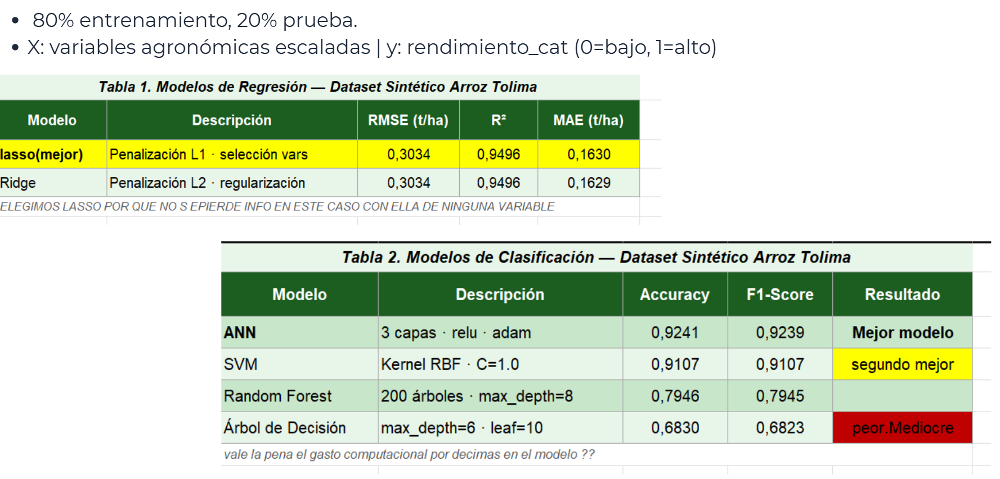 • 80% entrenamiento, 20% prueba.
• X: variables agronómicas escaladas | y: rendimiento_cat (0=bajo, 1=alto)
Tabla 1. Modelos de Regresión — Dataset Sintético Arroz Tolima
Modelo Descripción RMSE (t/ha) R² MAE (t/ha)
lasso(mejor) Penalización L1 · selección vars 0,3034 0,9496 0,1630
Ridge Penalización L2 · regularización 0,3034 0,9496 0,1629
ELEGIMOS LASSO POR QUE NO S EPIERDE INFO EN ESTE CASO CON ELLA DE NINGUNA VARIABLE
Tabla 2. Modelos de Clasificación — Dataset Sintético Arroz Tolima
Modelo Descripción Accuracy F1-Score Resultado
ANN 3 capas · relu · adam 0,9241 0,9239 Mejor modelo
SVM Kernel RBF · C=1.0 0,9107 0,9107 segundo mejor
Random Forest 200 árboles · max_depth=8 0,7946 0,7945
Árbol de Decisión max_depth=6 · leaf=10 0,6830 0,6823 peor.Mediocre
vale la pena el gasto computacional por decimas en el modelo ??